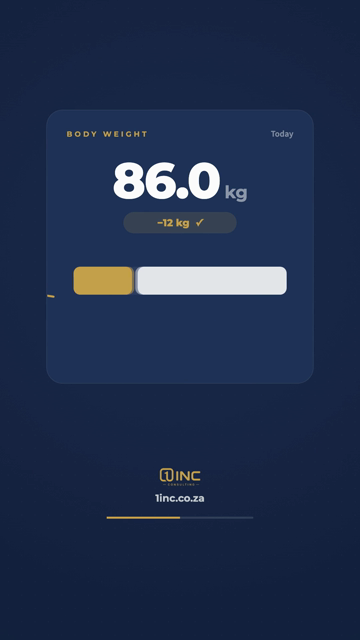 BODY WEIGHT
Today
86.0 kg
−12 kg ✓
1INC
CONSULTING
1inc.co.za